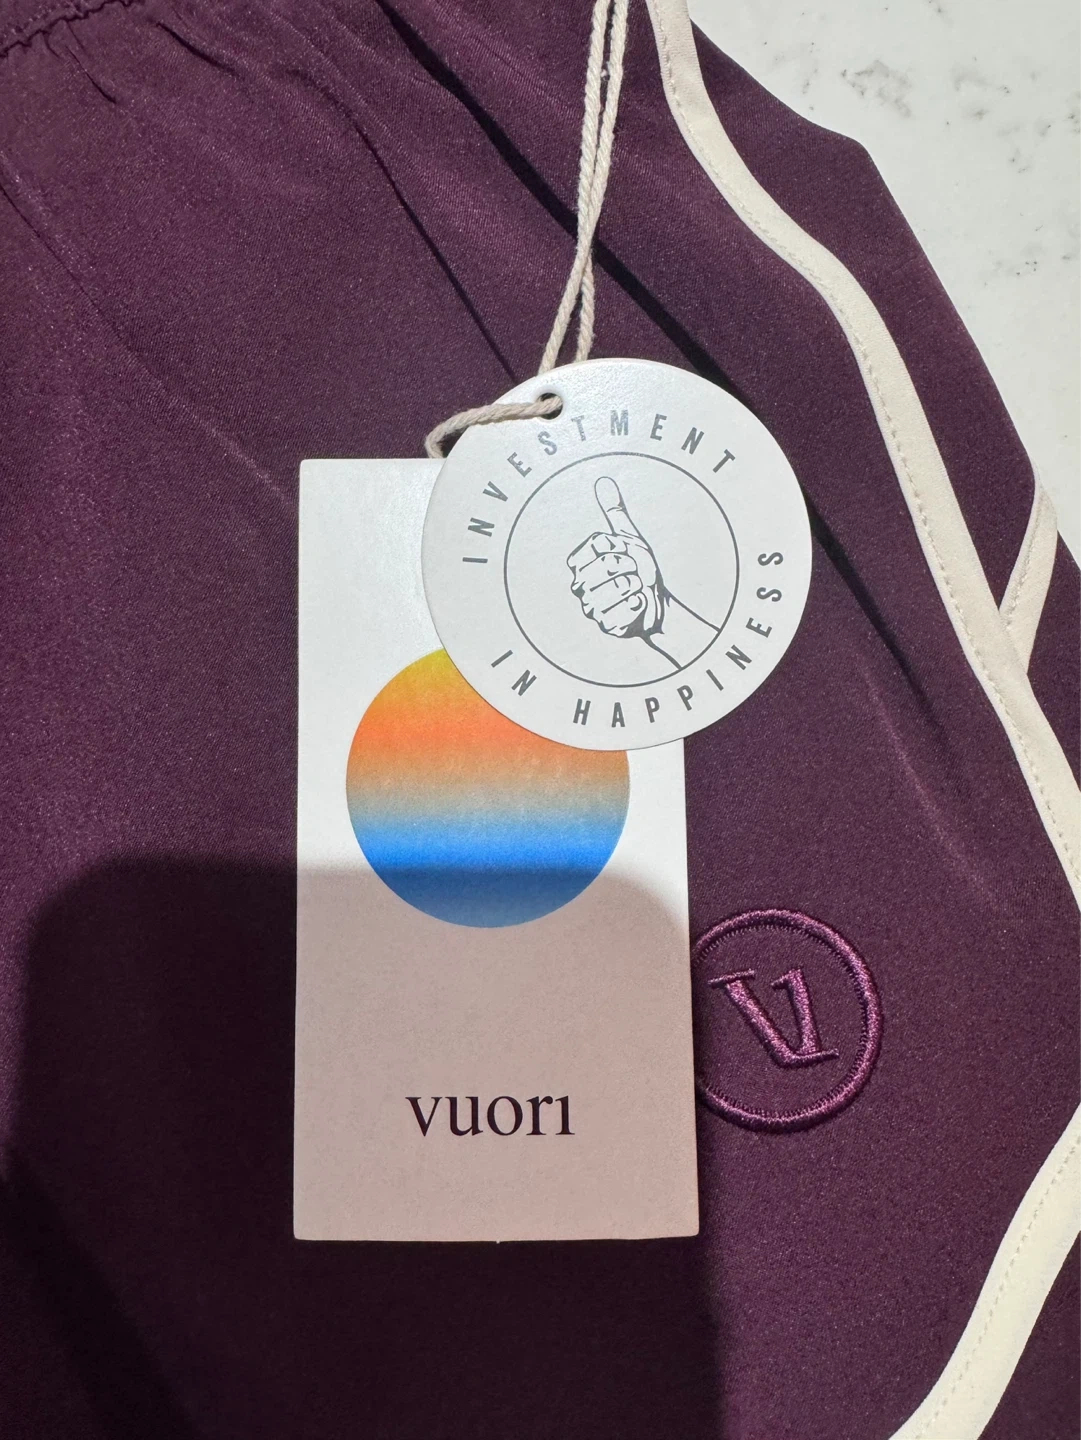 INVESTMENT
IN HAPPINESS
vuori
V